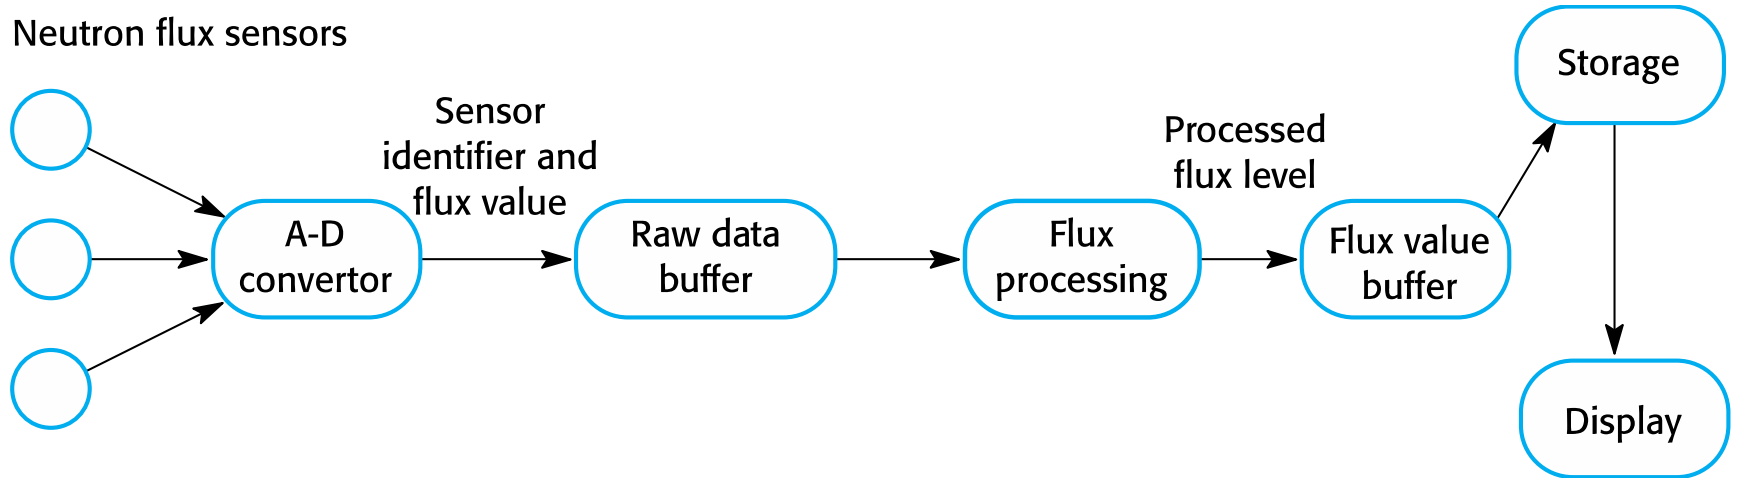 Neutron flux sensors
Sensor
identifier and
flux value
A-D
convertor
Raw data
buffer
Flux
processing
Processed
flux level
Flux value
buffer
Storage
Display